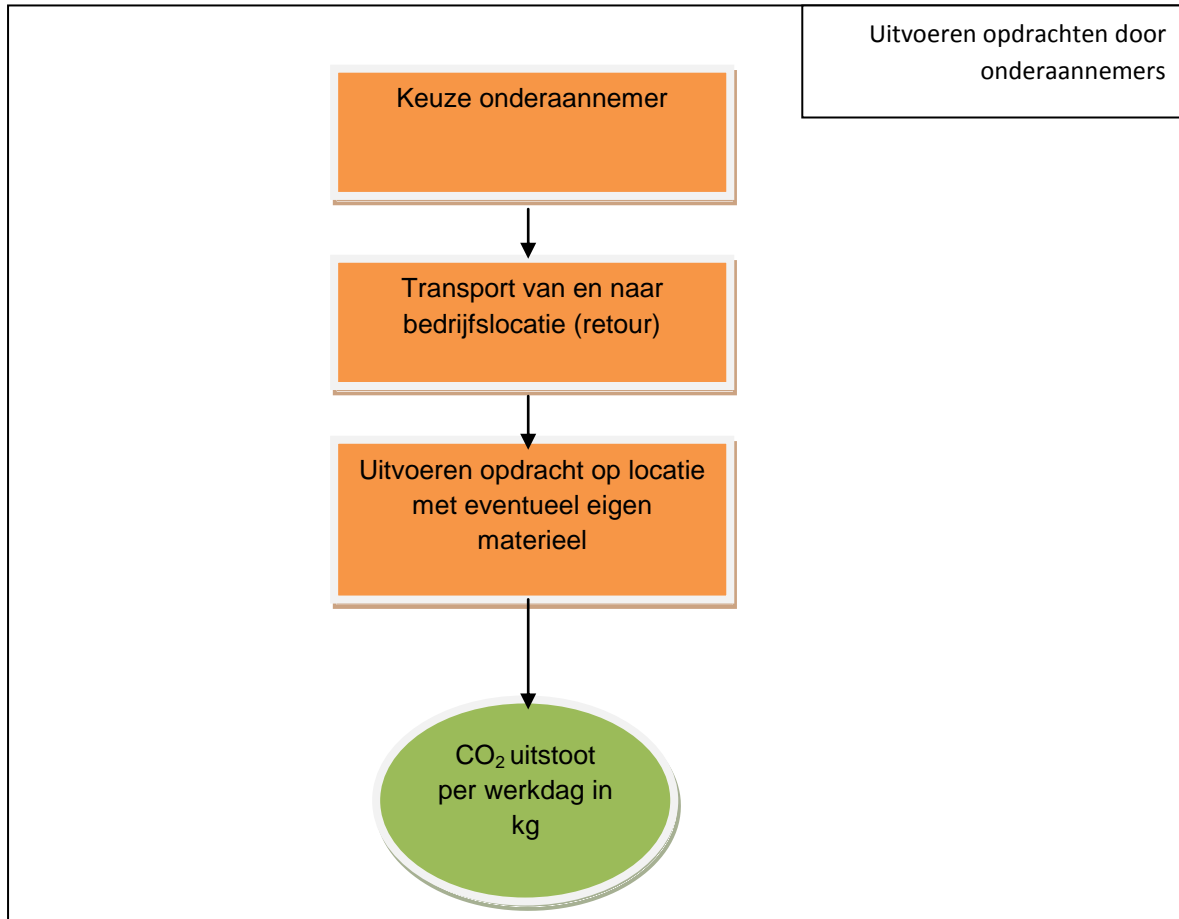 Uitvoeren opdrachten door
onderaannemers
Keuze onderaannemer
Transport van en naar
bedrijfslocatie (retour)
Uitvoeren opdracht op locatie
met eventueel eigen
materieel
CO₂ uitstoot
per werkdag in
kg